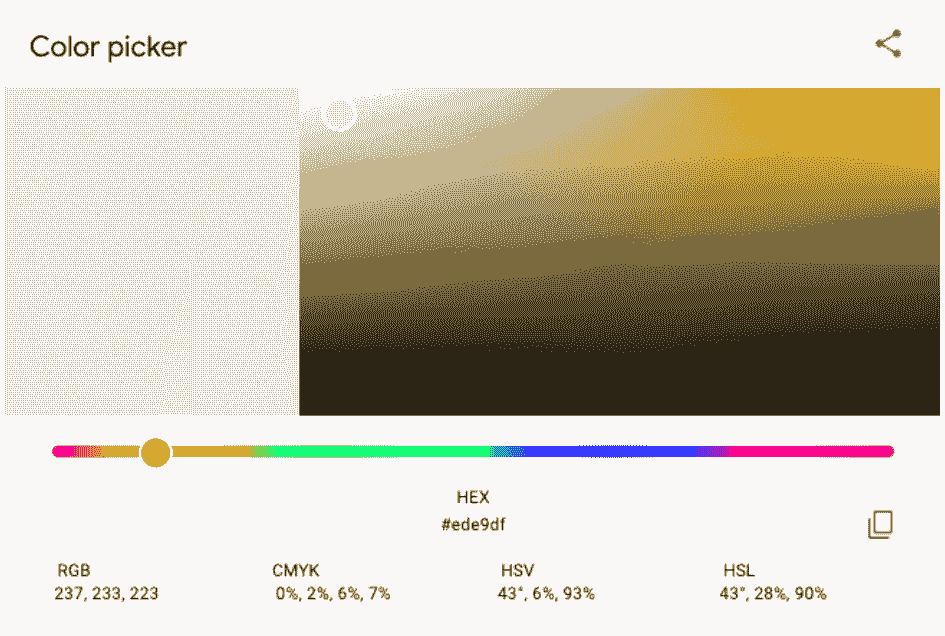 Color picker
HEX
#ede9df
RGB
237, 233, 223
CMYK
0%, 2%, 6%, 7%
HSV
43°, 6%, 93%
HSL
43°, 28%, 90%